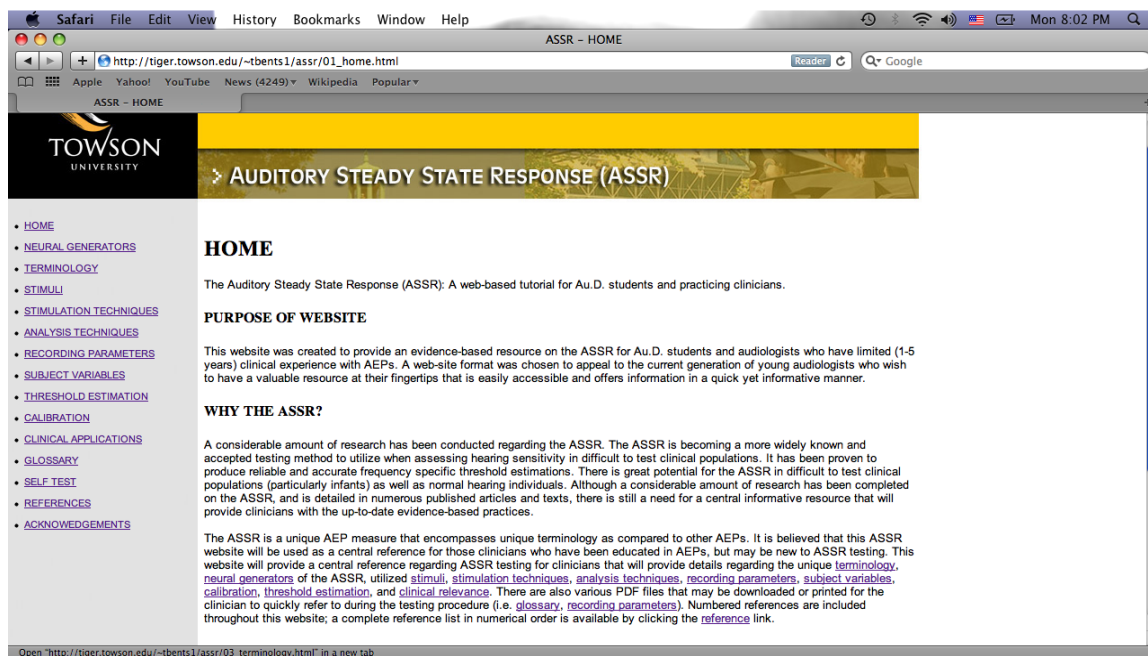 Safari File Edit View History Bookmarks Window Help Mon 8:02 PM
ASSR – HOME
http://tiger.towson.edu/~tbents1/assr/01_home.html Reader Google
Apple Yahoo! YouTube News (4249) Wikipedia Popular
ASSR – HOME
TOWSON
UNIVERSITY
AUDITORY STEADY STATE RESPONSE (ASSR)
• HOME
• NEURAL GENERATORS
• TERMINOLOGY
• STIMULI
• STIMULATION TECHNIQUES
• ANALYSIS TECHNIQUES
• RECORDING PARAMETERS
• SUBJECT VARIABLES
• THRESHOLD ESTIMATION
• CALIBRATION
• CLINICAL APPLICATIONS
• GLOSSARY
• SELF TEST
• REFERENCES
• ACKNOWEDGEMENTS
HOME
The Auditory Steady State Response (ASSR): A web-based tutorial for Au.D. students and practicing clinicians.
PURPOSE OF WEBSITE
This website was created to provide an evidence-based resource on the ASSR for Au.D. students and audiologists who have limited (1-5
years) clinical experience with AEPs. A web-site format was chosen to appeal to the current generation of young audiologists who wish
to have a valuable resource at their fingertips that is easily accessible and offers information in a quick yet informative manner.
WHY THE ASSR?
A considerable amount of research has been conducted regarding the ASSR. The ASSR is becoming a more widely known and
accepted testing method to utilize when assessing hearing sensitivity in difficult to test clinical populations. It has been proven to
produce reliable and accurate frequency specific threshold estimations. There is great potential for the ASSR in difficult to test clinical
populations (particularly infants) as well as normal hearing individuals. Although a considerable amount of research has been completed
on the ASSR, and is detailed in numerous published articles and texts, there is still a need for a central informative resource that will
provide clinicians with the up-to-date evidence-based practices.
The ASSR is a unique AEP measure that encompasses unique terminology as compared to other AEPs. It is believed that this ASSR
website will be used as a central reference for those clinicians who have been educated in AEPs, but may be new to ASSR testing. This
website will provide a central reference regarding ASSR testing for clinicians that will provide details regarding the unique terminology,
neural generators of the ASSR, utilized stimuli, stimulation techniques, analysis techniques, recording parameters, subject variables,
calibration, threshold estimation, and clinical relevance. There are also various PDF files that may be downloaded or printed for the
clinician to quickly refer to during the testing procedure (i.e. glossary, recording parameters). Numbered references are included
throughout this website; a complete reference list in numerical order is available by clicking the reference link.
Open "http://tiger.towson.edu/~tbents1/assr/03_terminology.html" in a new tab